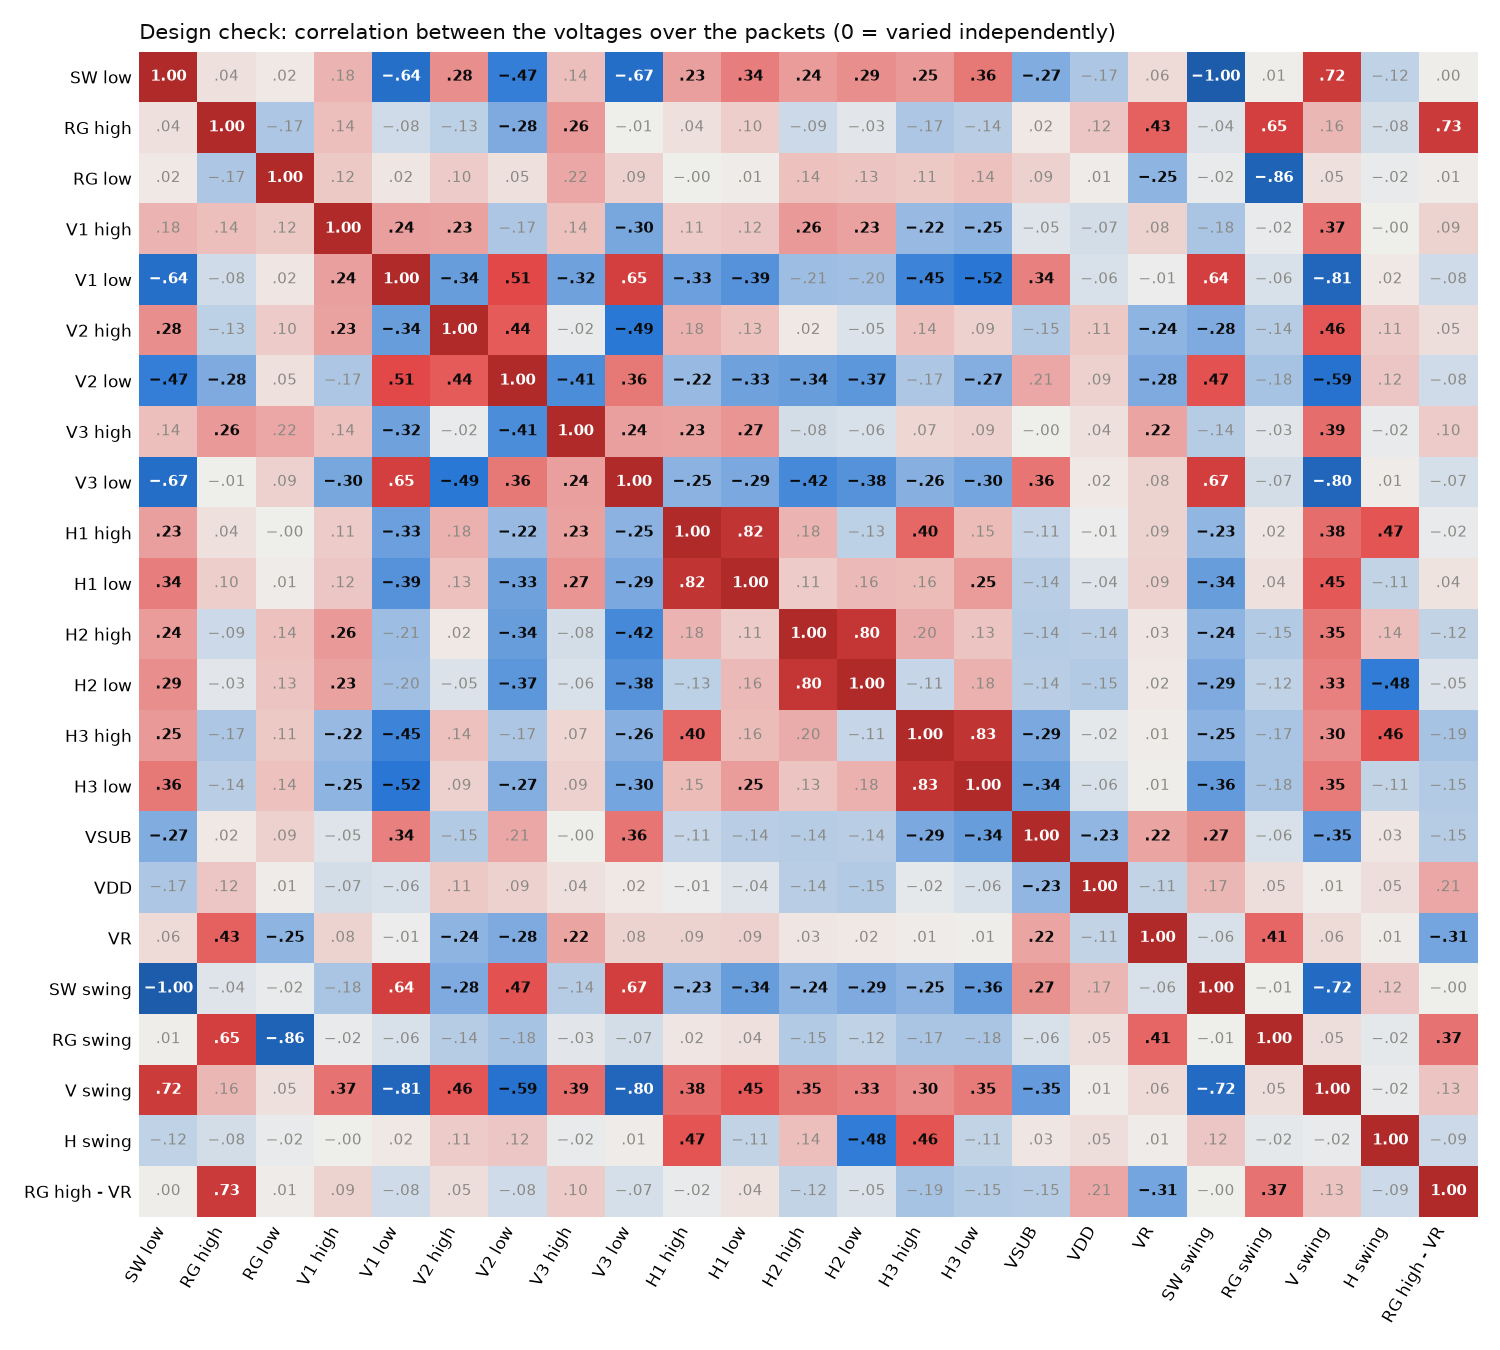 Design check: correlation between the voltages over the packets (0 = varied independently)
SW low 1.00 .04 .02 .18 −.64 .28 −.47 .14 −.67 .23 .34 .24 .29 .25 .36 −.27 −.17 .06 −1.00 .01 .72 −.12 .00
RG high .04 1.00 −.17 .14 −.08 −.13 −.28 .26 −.01 .04 .10 −.09 −.03 −.17 −.14 .02 .12 .43 −.04 .65 .16 −.08 .73
RG low .02 −.17 1.00 .12 .02 .10 .05 .22 .09 −.00 .01 .14 .13 .11 .14 .09 .01 −.25 −.02 −.86 .05 −.02 .01
V1 high .18 .14 .12 1.00 .24 .23 −.17 .14 −.30 .11 .12 .26 .23 −.22 −.25 −.05 −.07 .08 −.18 −.02 .37 −.00 .09
V1 low −.64 −.08 .02 .24 1.00 −.34 .51 −.32 .65 −.33 −.39 −.21 −.20 −.45 −.52 .34 −.06 −.01 .64 −.06 −.81 .02 −.08
V2 high .28 −.13 .10 .23 −.34 1.00 .44 −.02 −.49 .18 .13 .02 −.05 .14 .09 −.15 .11 −.24 −.28 −.14 .46 .11 .05
V2 low −.47 −.28 .05 −.17 .51 .44 1.00 −.41 .36 −.22 −.33 −.34 −.37 −.17 −.27 .21 .09 −.28 .47 −.18 −.59 .12 −.08
V3 high .14 .26 .22 .14 −.32 −.02 −.41 1.00 .24 .23 .27 −.08 −.06 .07 .09 −.00 .04 .22 −.14 −.03 .39 −.02 .10
V3 low −.67 −.01 .09 −.30 .65 −.49 .36 .24 1.00 −.25 −.29 −.42 −.38 −.26 −.30 .36 .02 .08 .67 −.07 −.80 .01 −.07
H1 high .23 .04 −.00 .11 −.33 .18 −.22 .23 −.25 1.00 .82 .18 −.13 .40 .15 −.11 −.01 .09 −.23 .02 .38 .47 −.02
H1 low .34 .10 .01 .12 −.39 .13 −.33 .27 −.29 .82 1.00 .11 .16 .16 .25 −.14 −.04 .09 −.34 .04 .45 −.11 .04
H2 high .24 −.09 .14 .26 −.21 .02 −.34 −.08 −.42 .18 .11 1.00 .80 .20 .13 −.14 −.14 .03 −.24 −.15 .35 .14 −.12
H2 low .29 −.03 .13 .23 −.20 −.05 −.37 −.06 −.38 −.13 .16 .80 1.00 −.11 .18 −.14 −.15 .02 −.29 −.12 .33 −.48 −.05
H3 high .25 −.17 .11 −.22 −.45 .14 −.17 .07 −.26 .40 .16 .20 −.11 1.00 .83 −.29 −.02 .01 −.25 −.17 .30 .46 −.19
H3 low .36 −.14 .14 −.25 −.52 .09 −.27 .09 −.30 .15 .25 .13 .18 .83 1.00 −.34 −.06 .01 −.36 −.18 .35 −.11 −.15
VSUB −.27 .02 .09 −.05 .34 −.15 .21 −.00 .36 −.11 −.14 −.14 −.14 −.29 −.34 1.00 −.23 .22 .27 −.06 −.35 .03 −.15
VDD −.17 .12 .01 −.07 −.06 .11 .09 .04 .02 −.01 −.04 −.14 −.15 −.02 −.06 −.23 1.00 −.11 .17 .05 .01 .05 .21
VR .06 .43 −.25 .08 −.01 −.24 −.28 .22 .08 .09 .09 .03 .02 .01 .01 .22 −.11 1.00 −.06 .41 .06 .01 −.31
SW swing −1.00 −.04 −.02 −.18 .64 −.28 .47 −.14 .67 −.23 −.34 −.24 −.29 −.25 −.36 .27 .17 −.06 1.00 −.01 −.72 .12 −.00
RG swing .01 .65 −.86 −.02 −.06 −.14 −.18 −.03 −.07 .02 .04 −.15 −.12 −.17 −.18 −.06 .05 .41 −.01 1.00 .05 −.02 .37
V swing .72 .16 .05 .37 −.81 .46 −.59 .39 −.80 .38 .45 .35 .33 .30 .35 −.35 .01 .06 −.72 .05 1.00 −.02 .13
H swing −.12 −.08 −.02 −.00 .02 .11 .12 −.02 .01 .47 −.11 .14 −.48 .46 −.11 .03 .05 .01 .12 −.02 −.02 1.00 −.09
RG high - VR .00 .73 .01 .09 −.08 .05 −.08 .10 −.07 −.02 .04 −.12 −.05 −.19 −.15 −.15 .21 −.31 −.00 .37 .13 −.09 1.00
SW low
RG high
RG low
V1 high
V1 low
V2 high
V2 low
V3 high
V3 low
H1 high
H1 low
H2 high
H2 low
H3 high
H3 low
VSUB
VDD
VR
SW swing
RG swing
V swing
H swing
RG high - VR